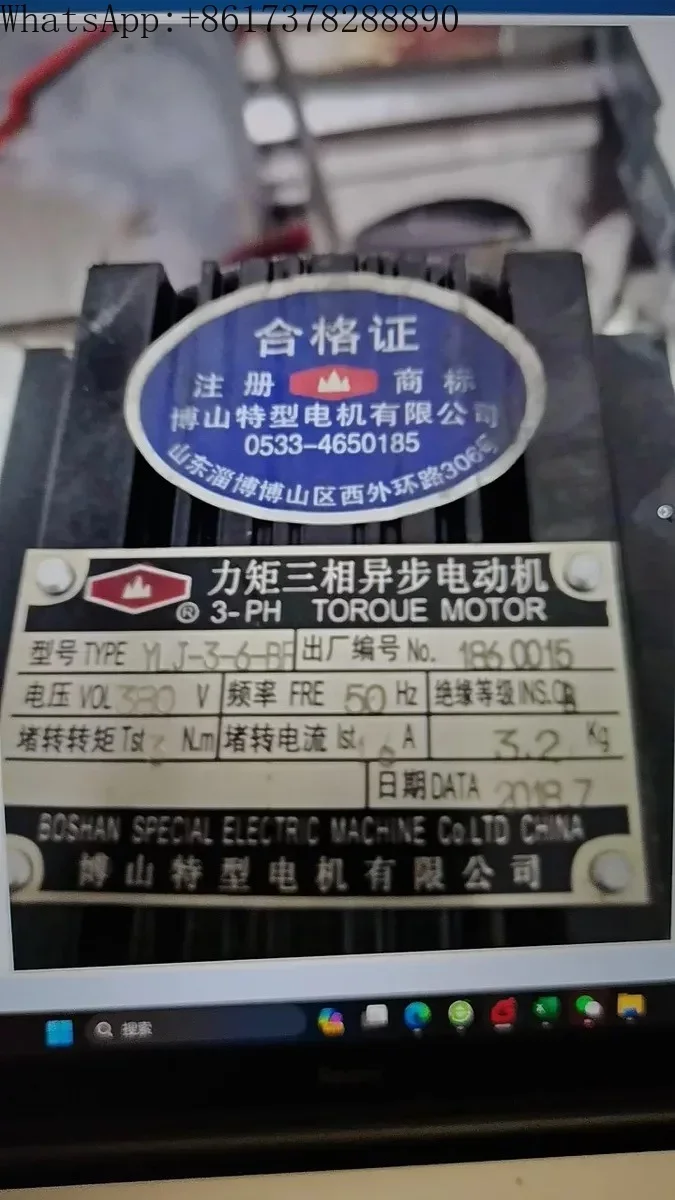 WhatsApp:+8617378288890
合格证
注册 商标
博山特型电机有限公司
0533-4650185
山东淄博博山区西外环路306号
力矩三相异步电动机
® 3-PH TOROUE MOTOR
型号 TYPE YLJ-3-6-BF 出厂编号 No. 1860015
电压 VOL 380 V 频率 FRE 50 Hz 绝缘等级 INS.CL
堵转转矩 Tst 3 N.m 堵转电流 Ist A 3.2 Kg
日期 DATA 2018.7
BOSHAN SPECIAL ELECTRIC MACHINE Co.LTD CHINA
博山特型电机有限公司
搜索